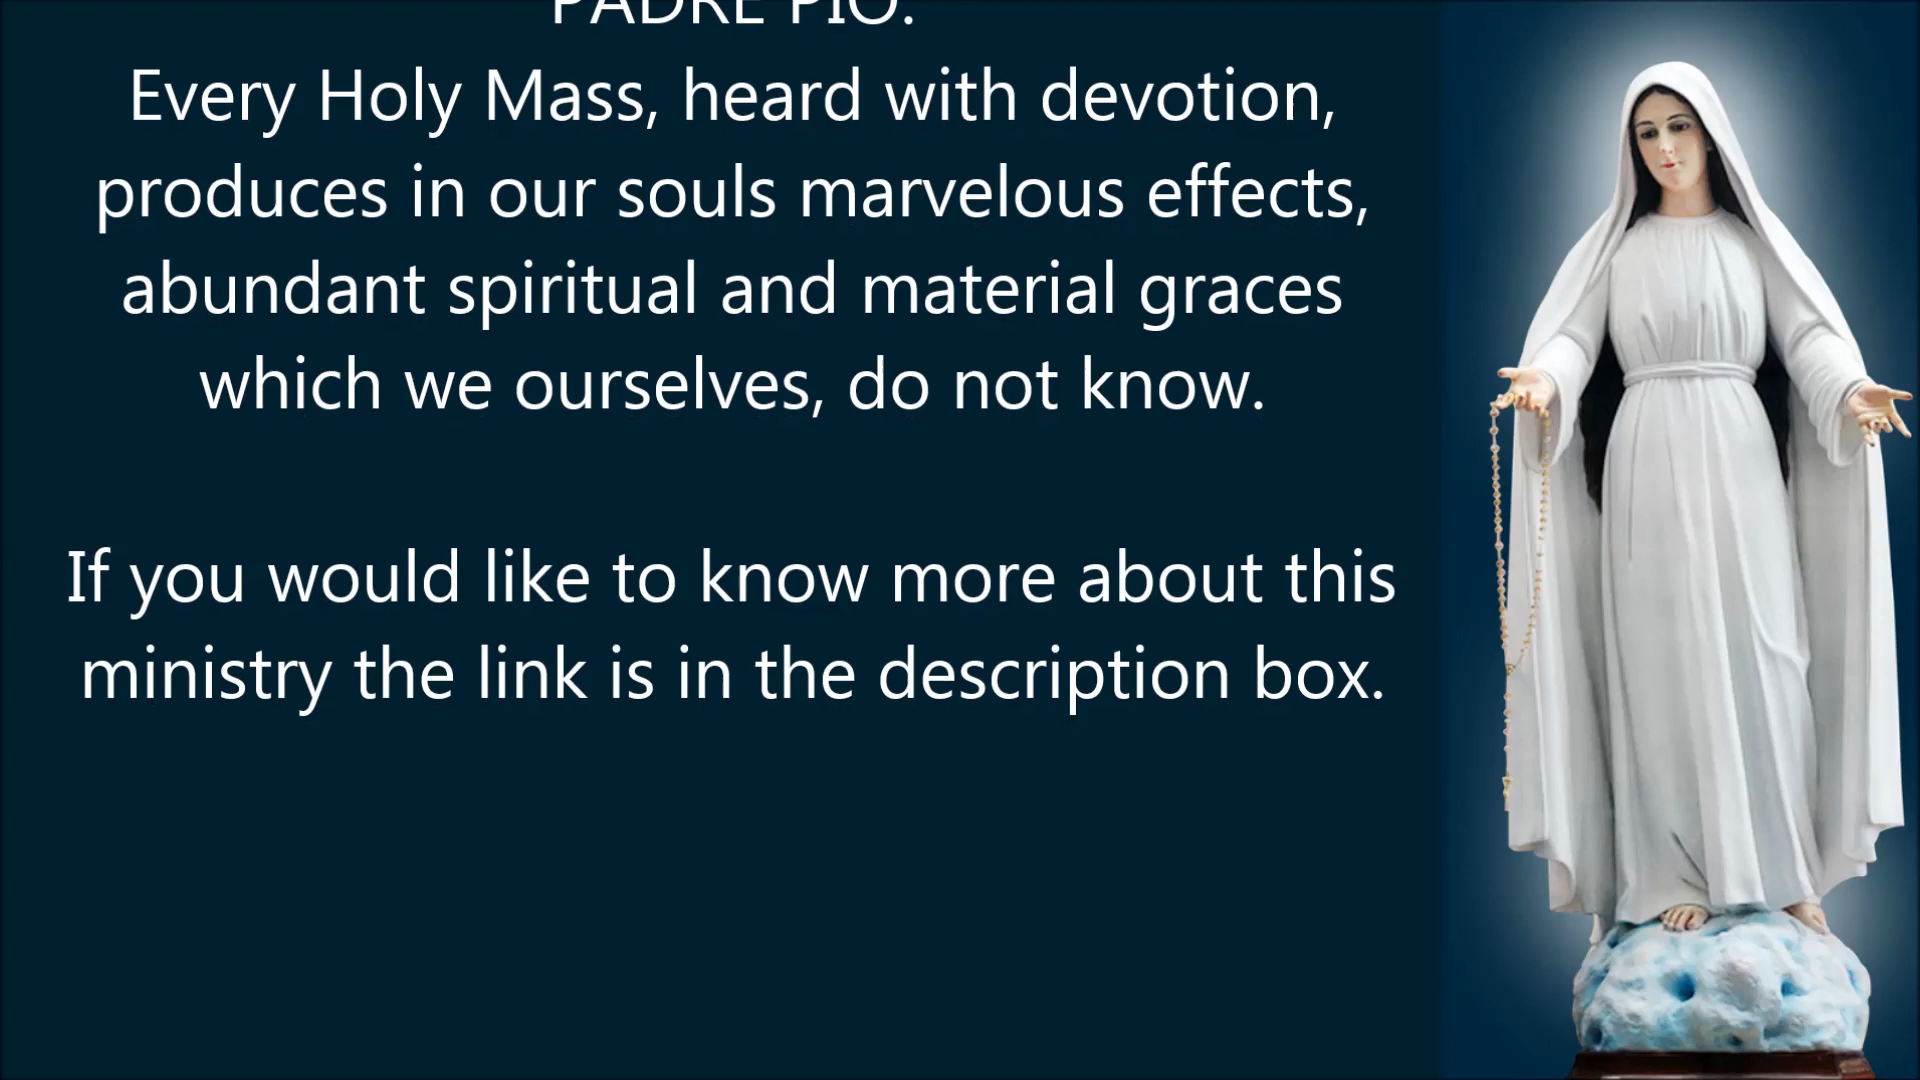 PADRE PIO:
Every Holy Mass, heard with devotion,
produces in our souls marvelous effects,
abundant spiritual and material graces
which we ourselves, do not know.
If you would like to know more about this
ministry the link is in the description box.